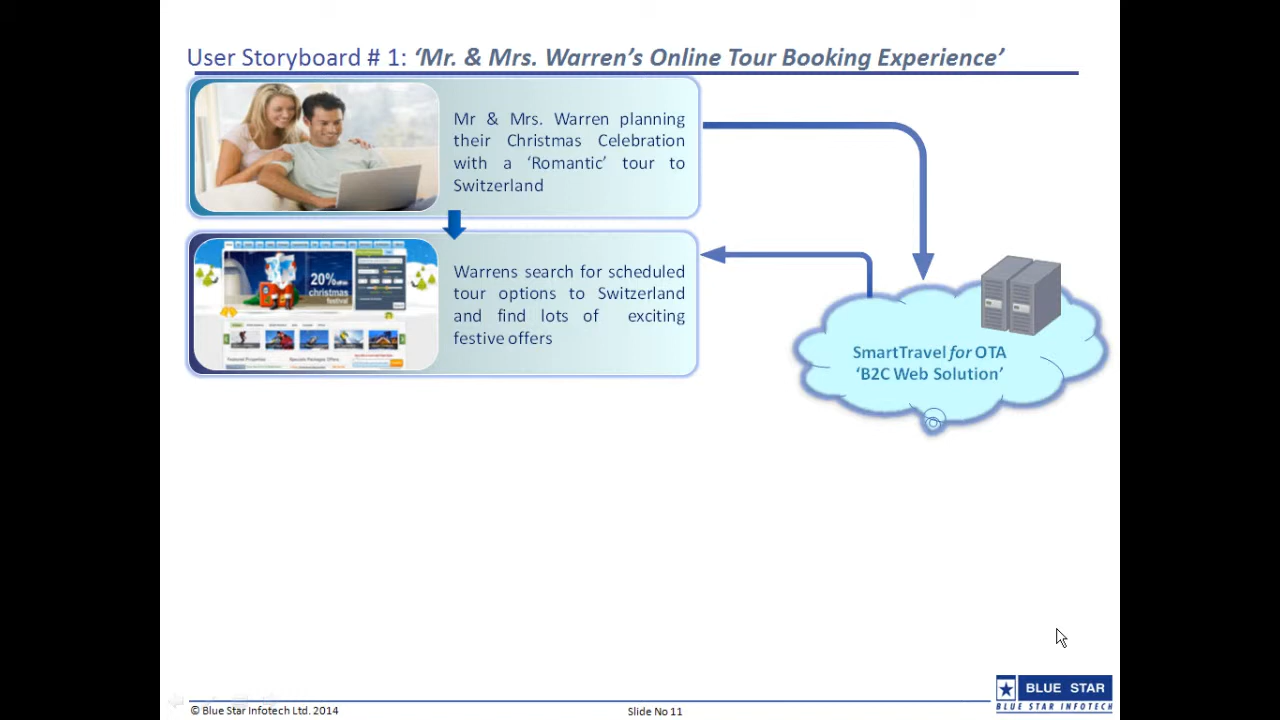 User Storyboard # 1: ‘Mr. & Mrs. Warren’s Online Tour Booking Experience’
Mr & Mrs. Warren planning
their Christmas Celebration
with a ‘Romantic’ tour to
Switzerland
20%
christmas
festival
Warrens search for scheduled
tour options to Switzerland
and find lots of exciting
festive offers
SmartTravel for OTA
‘B2C Web Solution’
© Blue Star Infotech Ltd. 2014
Slide No 11
BLUE STAR
BLUE STAR INFOTECH